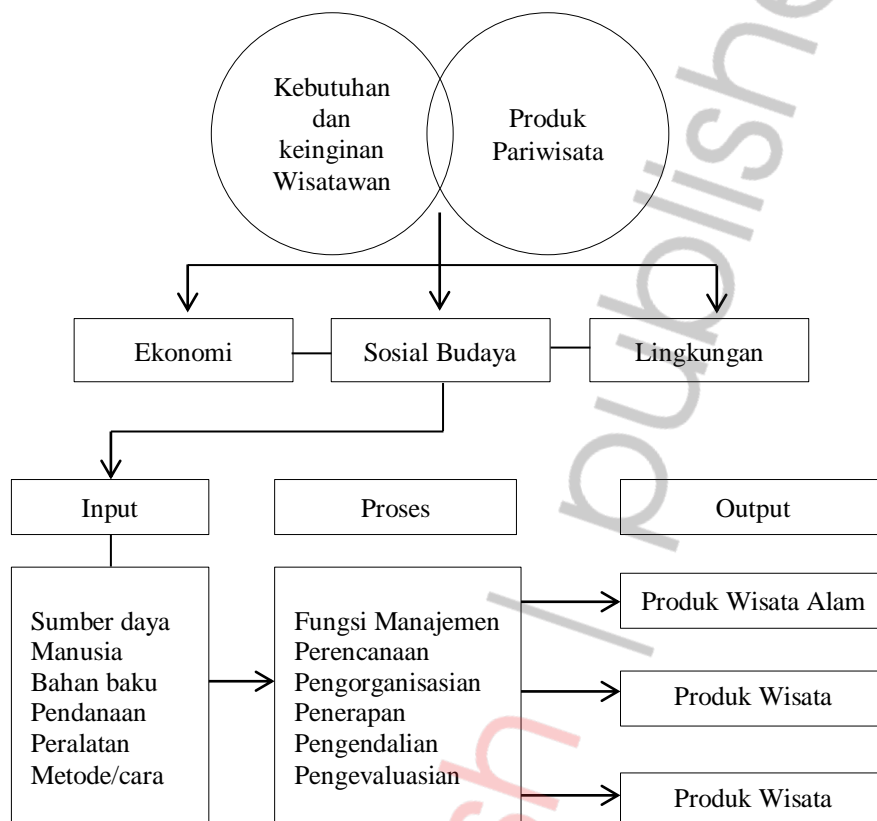 Kebutuhan
dan
keinginan
Wisatawan
Produk
Pariwisata
Ekonomi
Sosial Budaya
Lingkungan
Input
Proses
Output
Sumber daya
Manusia
Bahan baku
Pendanaan
Peralatan
Metode/cara
Fungsi Manajemen
Perencanaan
Pengorganisasian
Penerapan
Pengendalian
Pengevaluasian
Produk Wisata Alam
Produk Wisata
Produk Wisata